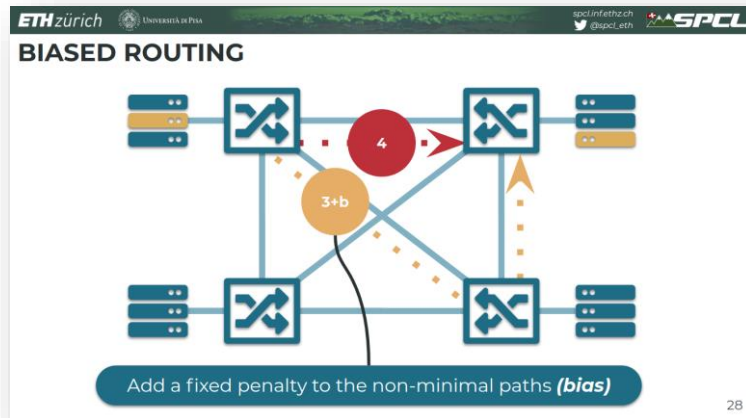 ETH zürich
UNIVERSITÀ DI PISA
spcl.inf.ethz.ch
@spcl_eth
SPCL
BIASED ROUTING
4
3+b
Add a fixed penalty to the non-minimal paths (bias)
28